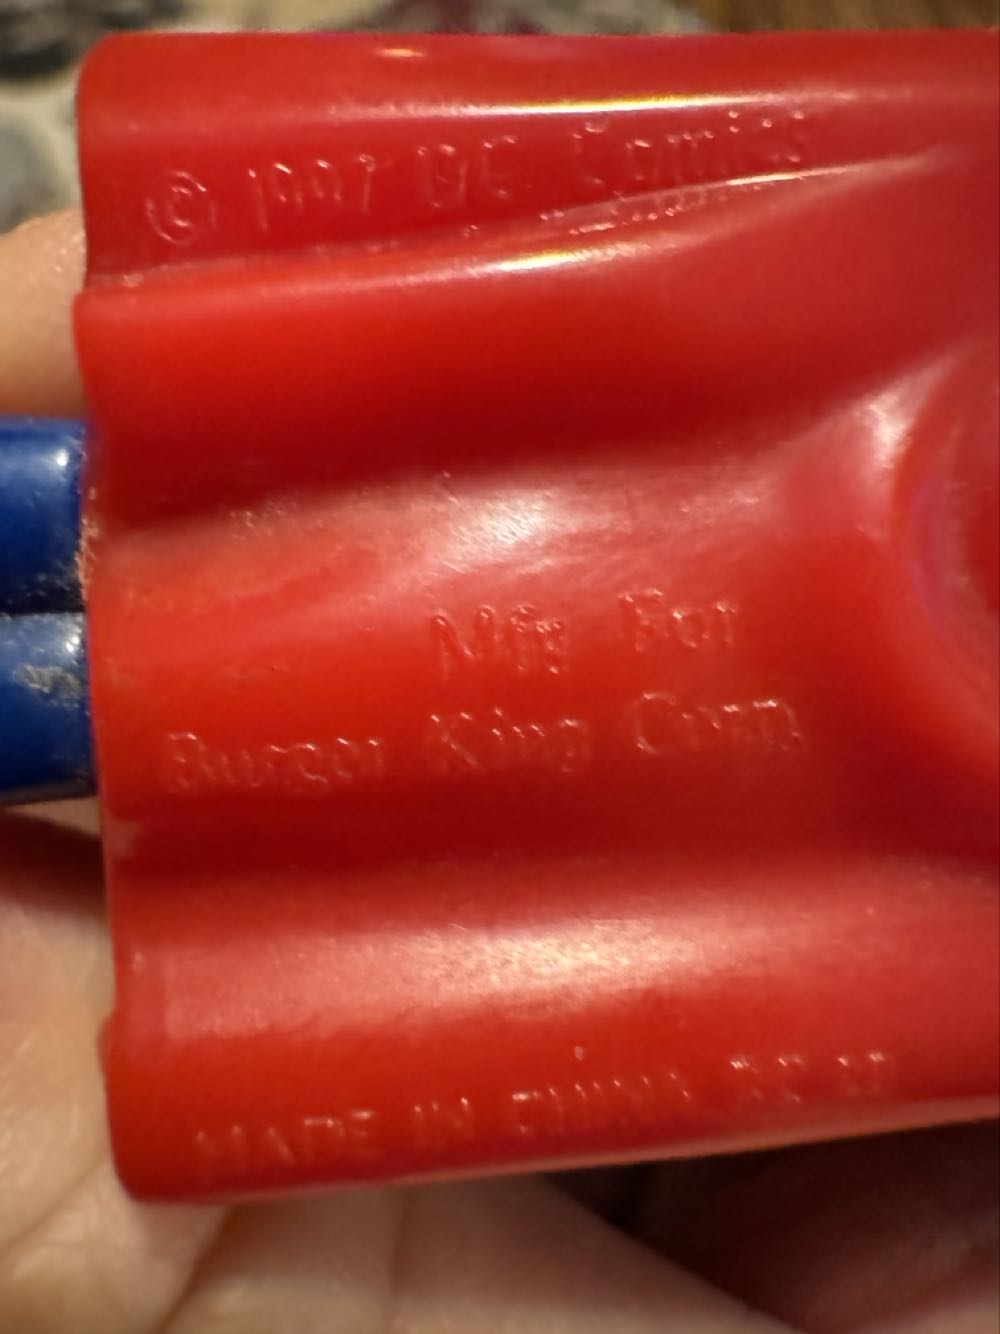 © 1997 DC Comics
Mfg For
Burger King Corp.
MADE IN CHINA